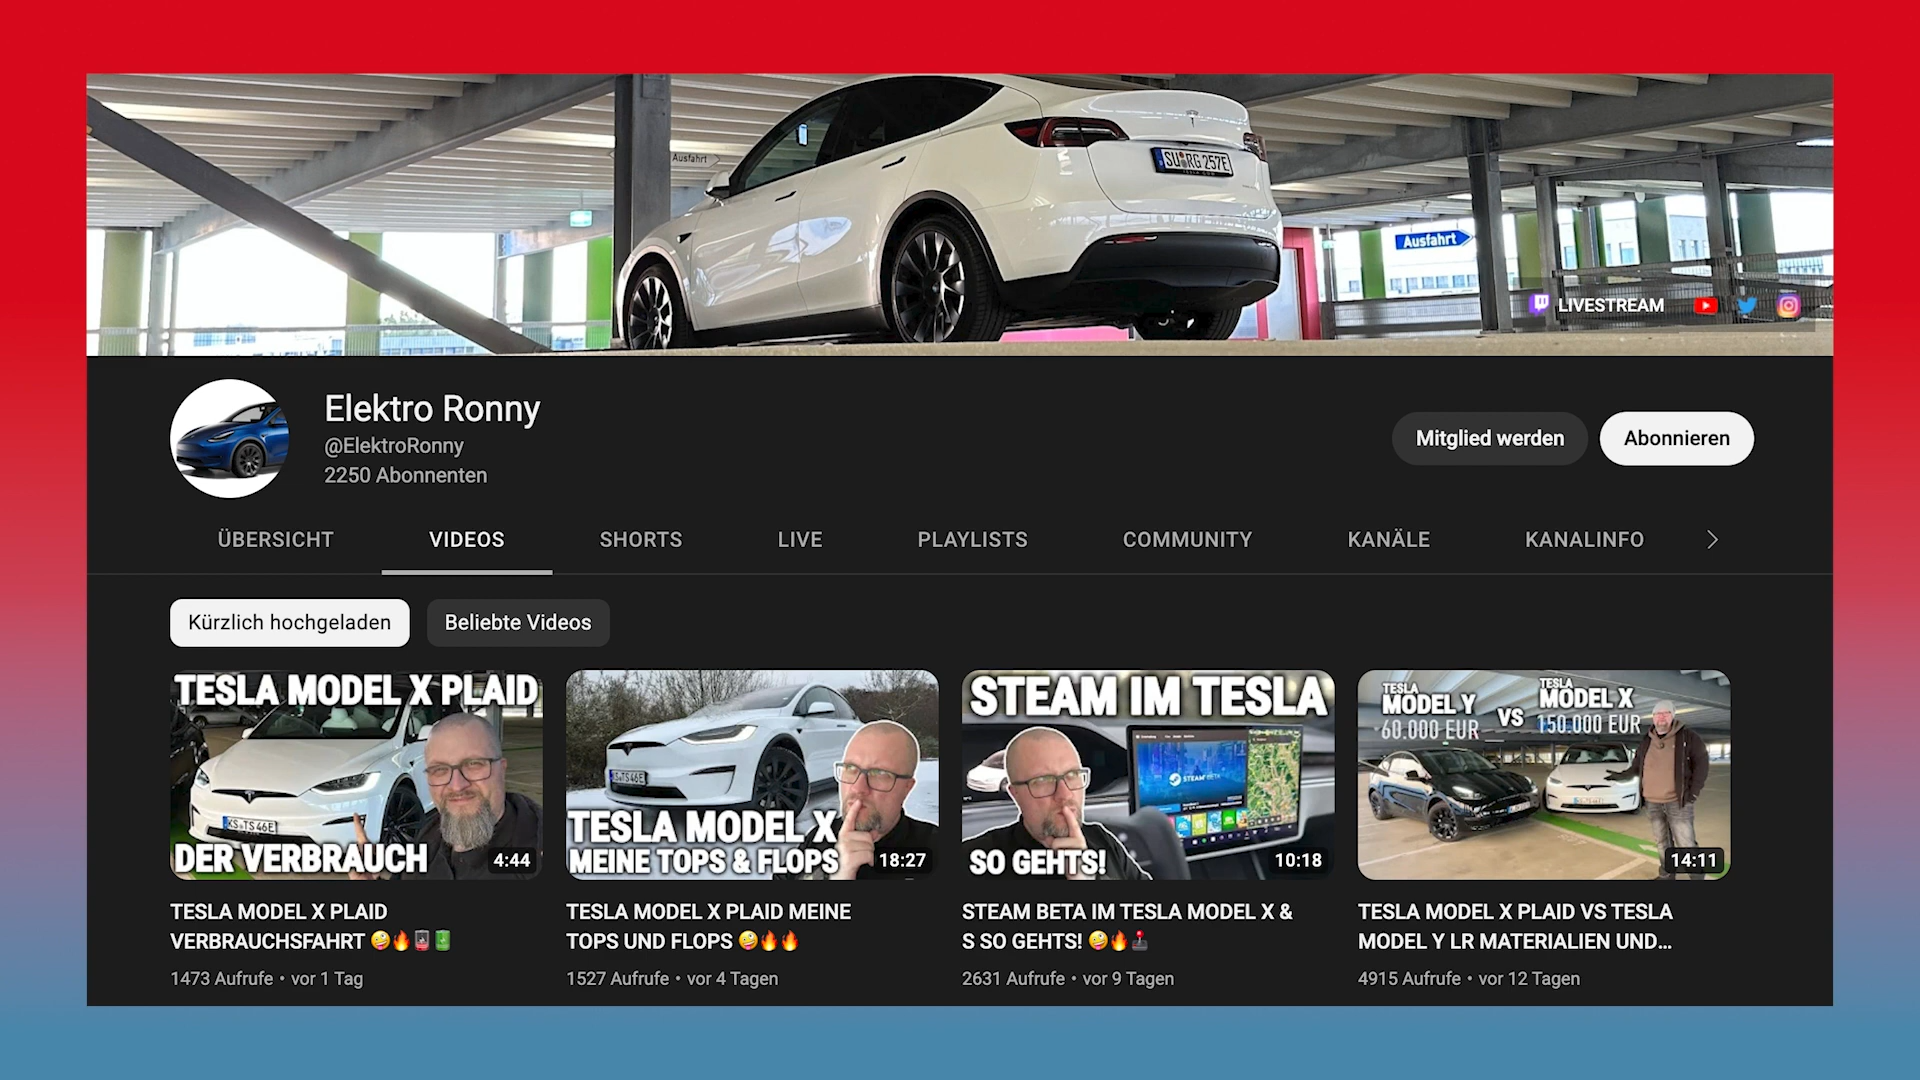 Ausfahrt
SU RG 257E
Ausfahrt
LIVESTREAM
Elektro Ronny
@ElektroRonny
2250 Abonnenten
Mitglied werden
Abonnieren
ÜBERSICHT
VIDEOS
SHORTS
LIVE
PLAYLISTS
COMMUNITY
KANÄLE
KANALINFO
Kürzlich hochgeladen
Beliebte Videos
TESLA MODEL X PLAID
KS TS 46E
DER VERBRAUCH
4:44
KS TS 46E
TESLA MODEL X
MEINE TOPS & FLOPS
18:27
STEAM IM TESLA
STEAM BETA
SO GEHTS!
10:18
TESLA
MODEL Y
60.000 EUR
VS
TESLA
MODEL X
150.000 EUR
14:11
TESLA MODEL X PLAID
VERBRAUCHSFAHRT 🤪🔥🪫🔋
1473 Aufrufe • vor 1 Tag
TESLA MODEL X PLAID MEINE
TOPS UND FLOPS 🤪🔥🔥
1527 Aufrufe • vor 4 Tagen
STEAM BETA IM TESLA MODEL X &
S SO GEHTS! 🤪🔥🕹️
2631 Aufrufe • vor 9 Tagen
TESLA MODEL X PLAID VS TESLA
MODEL Y LR MATERIALIEN UND...
4915 Aufrufe • vor 12 Tagen